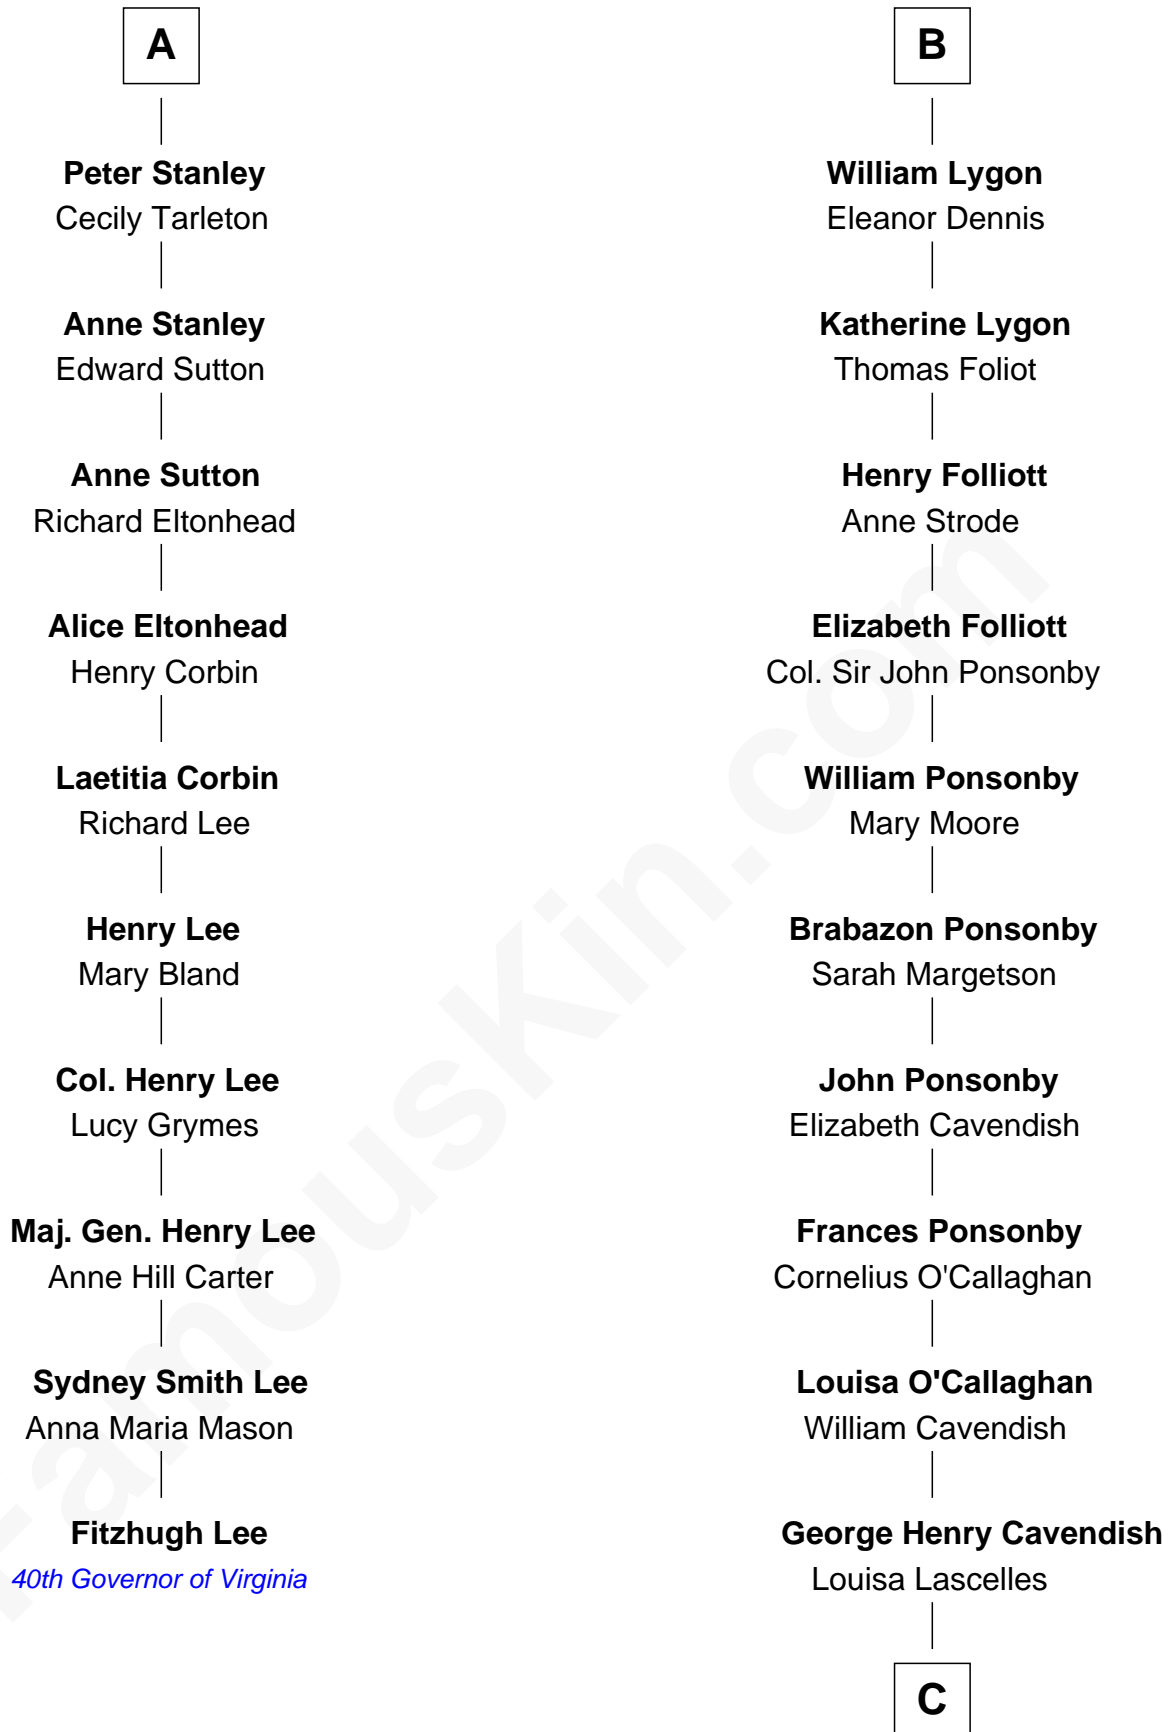 A
Peter Stanley
Cecily Tarleton
Anne Stanley
Edward Sutton
Anne Sutton
Richard Eltonhead
Alice Eltonhead
Henry Corbin
Laetitia Corbin
Richard Lee
Henry Lee
Mary Bland
Col. Henry Lee
Lucy Grymes
Maj. Gen. Henry Lee
Anne Hill Carter
Sydney Smith Lee
Anna Maria Mason
Fitzhugh Lee
40th Governor of Virginia
B
William Lygon
Eleanor Dennis
Katherine Lygon
Thomas Foliot
Henry Folliott
Anne Strode
Elizabeth Folliott
Col. Sir John Ponsonby
William Ponsonby
Mary Moore
Brabazon Ponsonby
Sarah Margetson
John Ponsonby
Elizabeth Cavendish
Frances Ponsonby
Cornelius O'Callaghan
Louisa O'Callaghan
William Cavendish
George Henry Cavendish
Louisa Lascelles
C
FamousKin.com